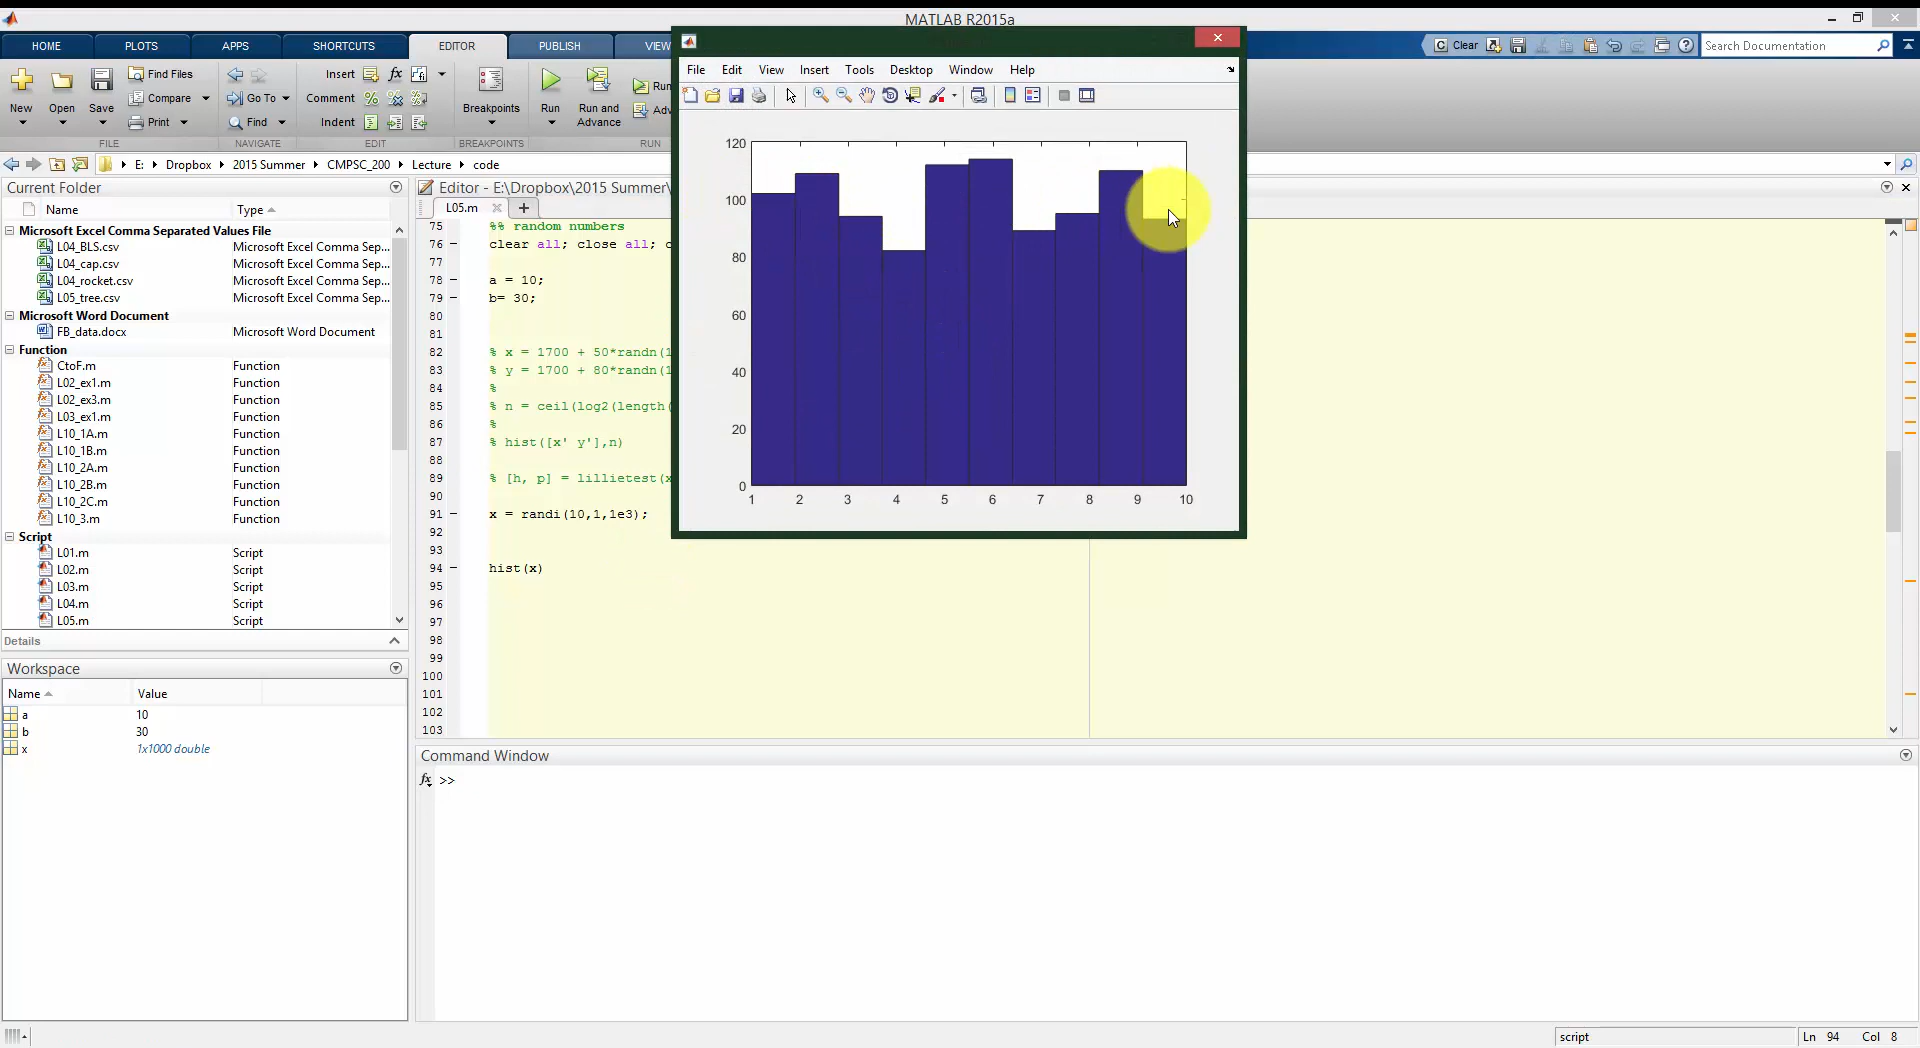 MATLAB R2015a
HOME PLOTS APPS SHORTCUTS EDITOR PUBLISH VIEW
Clear Search Documentation
File Edit View Insert Tools Desktop Window Help
New Open Save Find Files Compare Print
Go To Find
Insert Comment Indent
Breakpoints Run Run and Advance
FILE NAVIGATE EDIT BREAKPOINTS RUN
E: Dropbox 2015 Summer CMPSC_200 Lecture code
Current Folder
Name Type
Microsoft Excel Comma Separated Values File
L04_BLS.csv Microsoft Excel Comma Sep...
L04_cap.csv Microsoft Excel Comma Sep...
L04_rocket.csv Microsoft Excel Comma Sep...
L05_tree.csv Microsoft Excel Comma Sep...
Microsoft Word Document
FB_data.docx Microsoft Word Document
Function
CtoF.m Function
L02_ex1.m Function
L02_ex3.m Function
L03_ex1.m Function
L10_1A.m Function
L10_1B.m Function
L10_2A.m Function
L10_2B.m Function
L10_2C.m Function
L10_3.m Function
Script
L01.m Script
L02.m Script
L03.m Script
L04.m Script
L05.m Script
Details
Workspace
Name Value
a 10
b 30
x 1x1000 double
Editor - E:\Dropbox\2015 Summer\
L05.m
75 %% random numbers
76 clear all; close all; c
77
78 a = 10;
79 b= 30;
80
81
82 % x = 1700 + 50*randn(1
83 % y = 1700 + 80*randn(1
84 %
85 % n = ceil(log2(length(
86 %
87 % hist([x' y'],n)
88
89 % [h, p] = lillietest(x
90
91 x = randi(10,1,1e3);
92
93
94 hist(x)
95
96
97
98
99
100
101
102
103
120
100
80
60
40
20
0
1 2 3 4 5 6 7 8 9 10
Command Window
fx >>
script Ln 94 Col 8